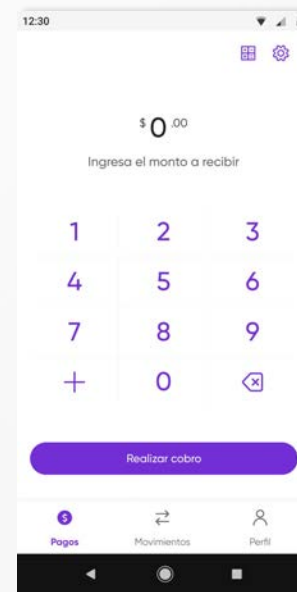 12:30
$ 0 .00
Ingresa el monto a recibir
1 2 3
4 5 6
7 8 9
+ 0
Realizar cobro
Pagos Movimientos Perfil